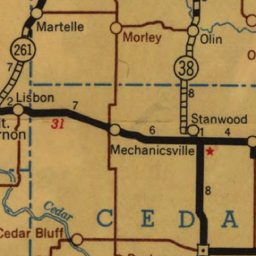 Martelle
Morley
Olin
261
7
38
8
2
Lisbon
7
Stanwood
31
6
1
4
Mechanicsville
8
Cedar
CEDA
Cedar Bluff